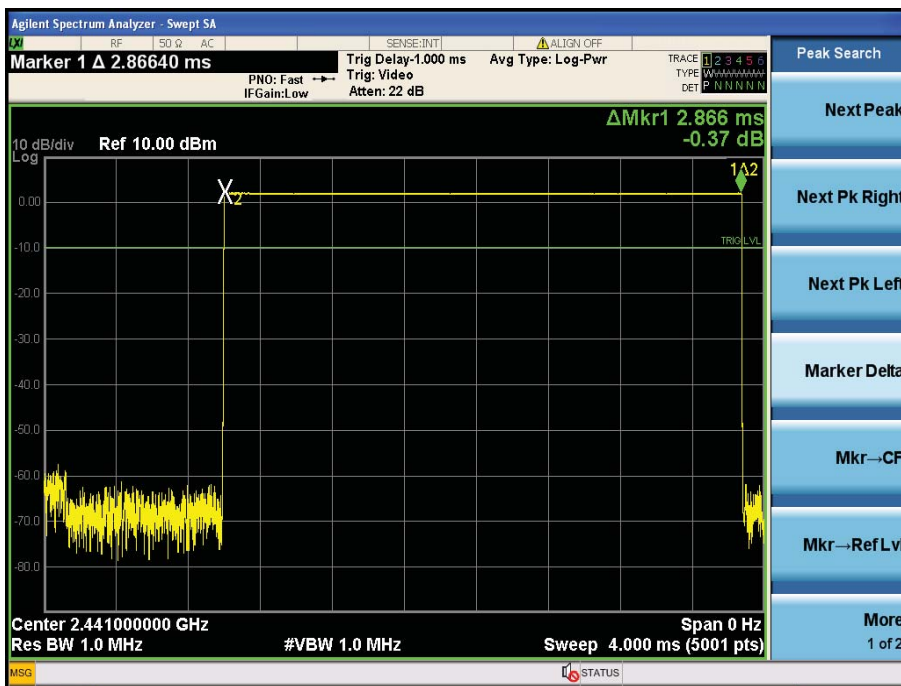 Agilent Spectrum Analyzer - Swept SA
LXI RF 50 Ω AC SENSE:INT ALIGN OFF
Marker 1 Δ 2.86640 ms
PNO: Fast
IFGain:Low
Trig Delay-1.000 ms
Trig: Video
Atten: 22 dB
Avg Type: Log-Pwr
TRACE 1 2 3 4 5 6
TYPE WWWWWW
DET P N N N N N
ΔMkr1 2.866 ms
-0.37 dB
10 dB/div Ref 10.00 dBm
Log
1Δ2
X2
0.00
-10.0
TRIG LVL
-20.0
-30.0
-40.0
-50.0
-60.0
-70.0
-80.0
Center 2.441000000 GHz Span 0 Hz
Res BW 1.0 MHz #VBW 1.0 MHz Sweep 4.000 ms (5001 pts)
MSG STATUS
Peak Search
Next Peak
Next Pk Right
Next Pk Left
Marker Delta
Mkr→CF
Mkr→Ref Lvl
More
1 of 2